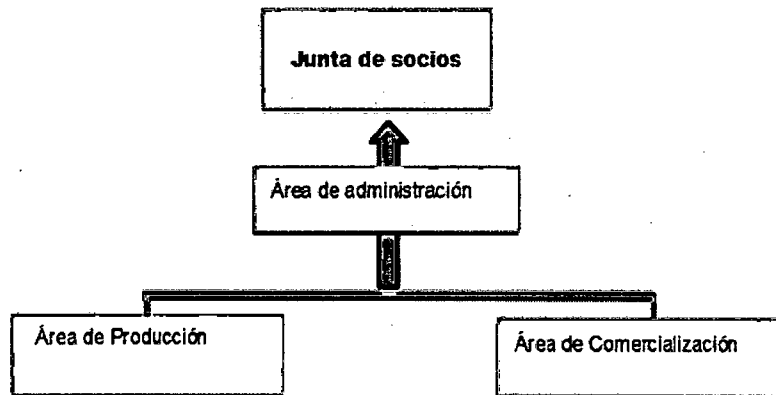 Junta de socios
Área de administración
Área de Producción
Área de Comercialización